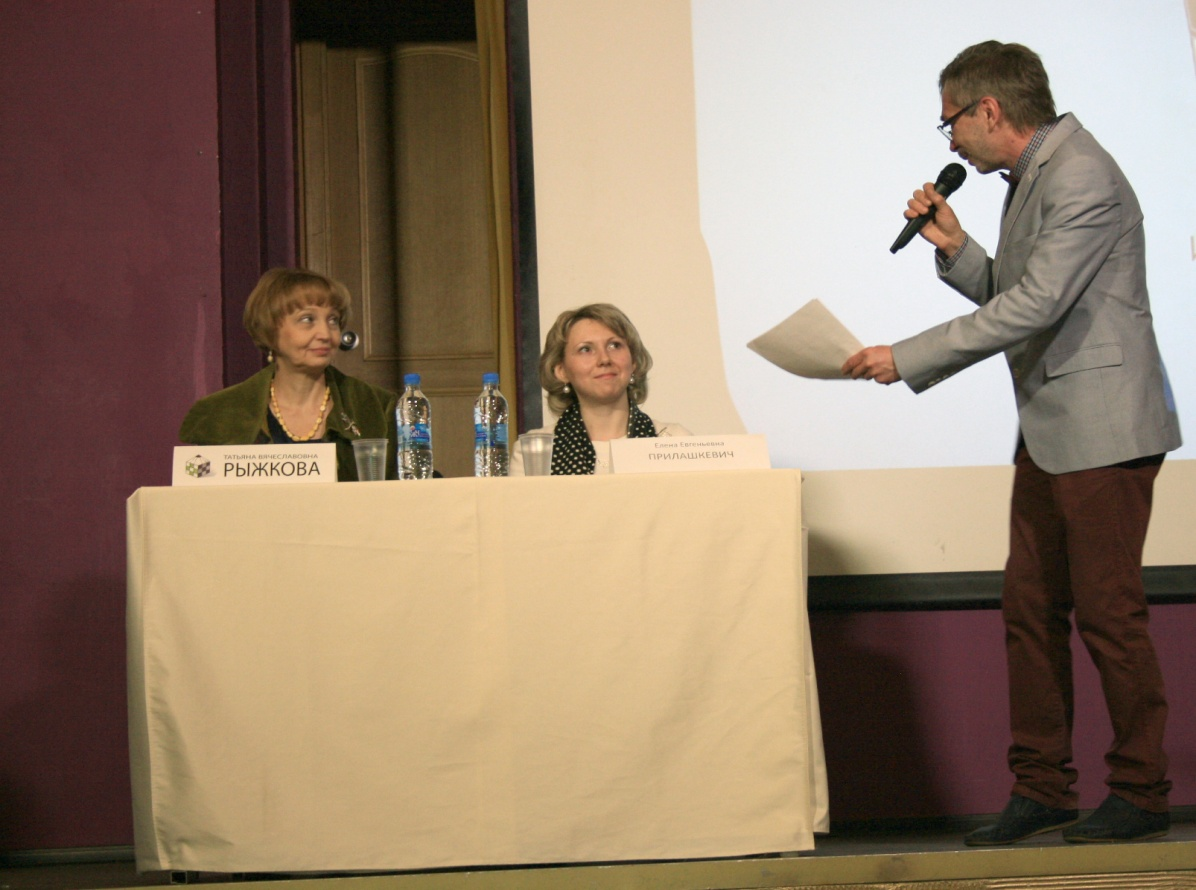 ТАТЬЯНА ВЯЧЕСЛАВОВНА
РЫЖКОВА
Елена Евгеньевна
ПРИЛАШКЕВИЧ